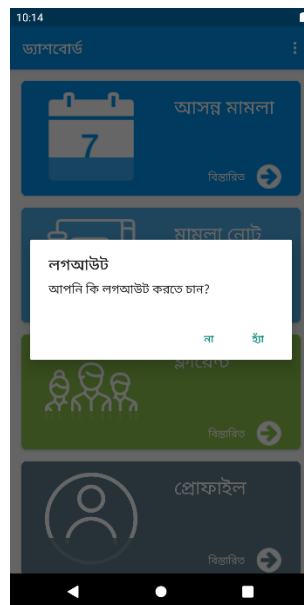 10:14
ড্যাশবোর্ড
7
আসন্ন মামলা
বিস্তারিত
মামলা নোট
লগআউট
আপনি কি লগআউট করতে চান?
না
হ্যাঁ
বিস্তারিত
প্রোফাইল
বিস্তারিত